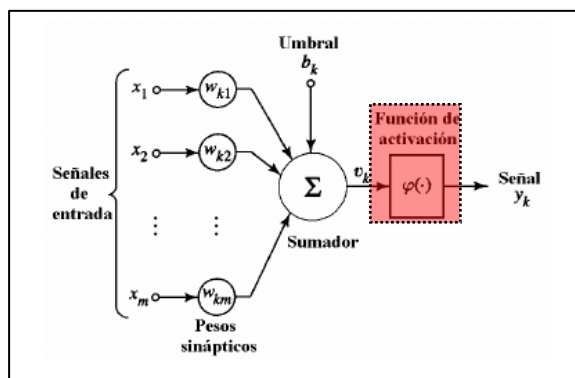 Umbral
b_k
Función de
activación
x_1
w_k1
x_2
w_k2
Señales
de
entrada
Σ
v_k
φ(·)
Señal
y_k
Sumador
⋮
⋮
x_m
w_km
Pesos
sinápticos